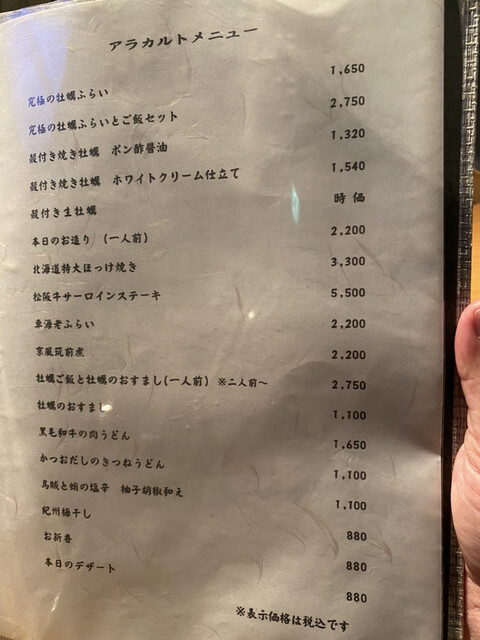 アラカルトメニュー
究極の牡蠣ふらい 1,650
究極の牡蠣ふらいとご飯セット 2,750
殻付き焼き牡蠣 ポン酢醤油 1,320
殻付き焼き牡蠣 ホワイトクリーム仕立て 1,540
殻付き生牡蠣 時価
本日のお造り (一人前) 2,200
北海道特大ほっけ焼き 3,300
松阪牛サーロインステーキ 5,500
車海老ふらい 2,200
京風筑前煮 2,200
牡蠣ご飯と牡蠣のおすまし(一人前) ※二人前～ 2,750
牡蠣のおすまし 1,100
黒毛和牛の肉うどん 1,650
かつおだしのきつねうどん 1,100
烏賊と蛸の塩辛 柚子胡椒和え 1,100
紀州梅干し 880
お新香 880
本日のデザート 880
※表示価格は税込です